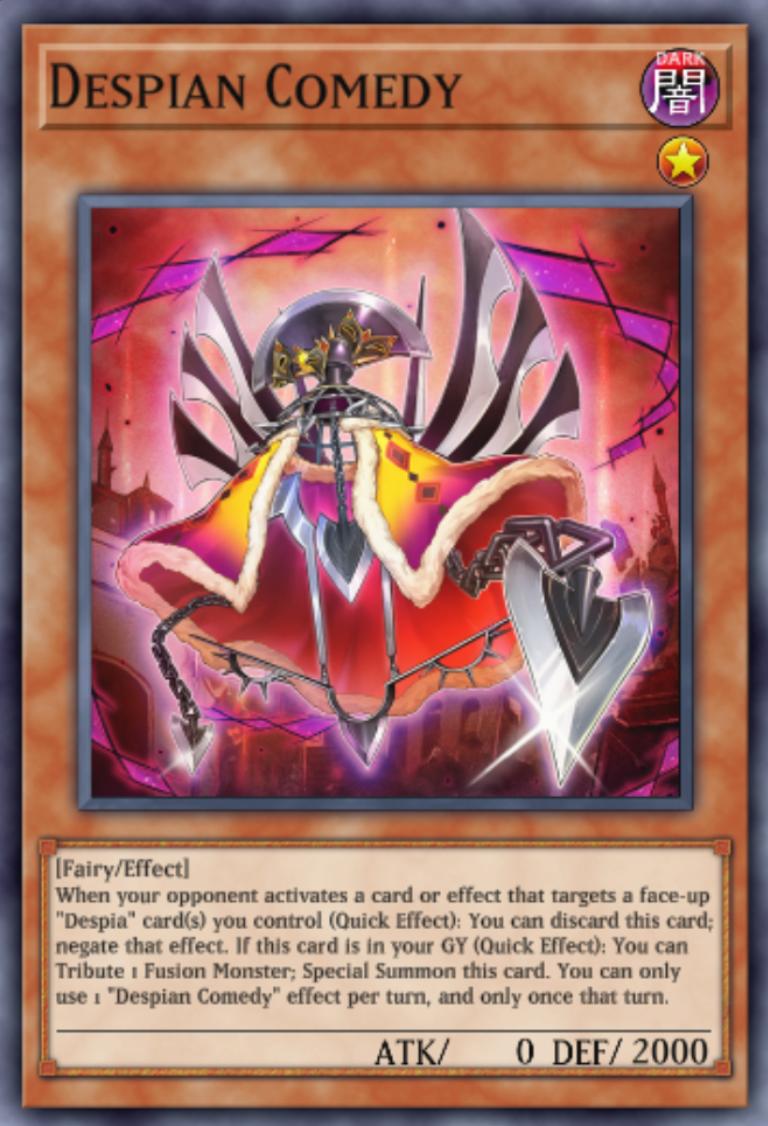 DESPIAN COMEDY
DARK
闇
[Fairy/Effect]
When your opponent activates a card or effect that targets a face-up
"Despia" card(s) you control (Quick Effect): You can discard this card;
negate that effect. If this card is in your GY (Quick Effect): You can
Tribute 1 Fusion Monster; Special Summon this card. You can only
use 1 "Despian Comedy" effect per turn, and only once that turn.
ATK/ 0 DEF/ 2000